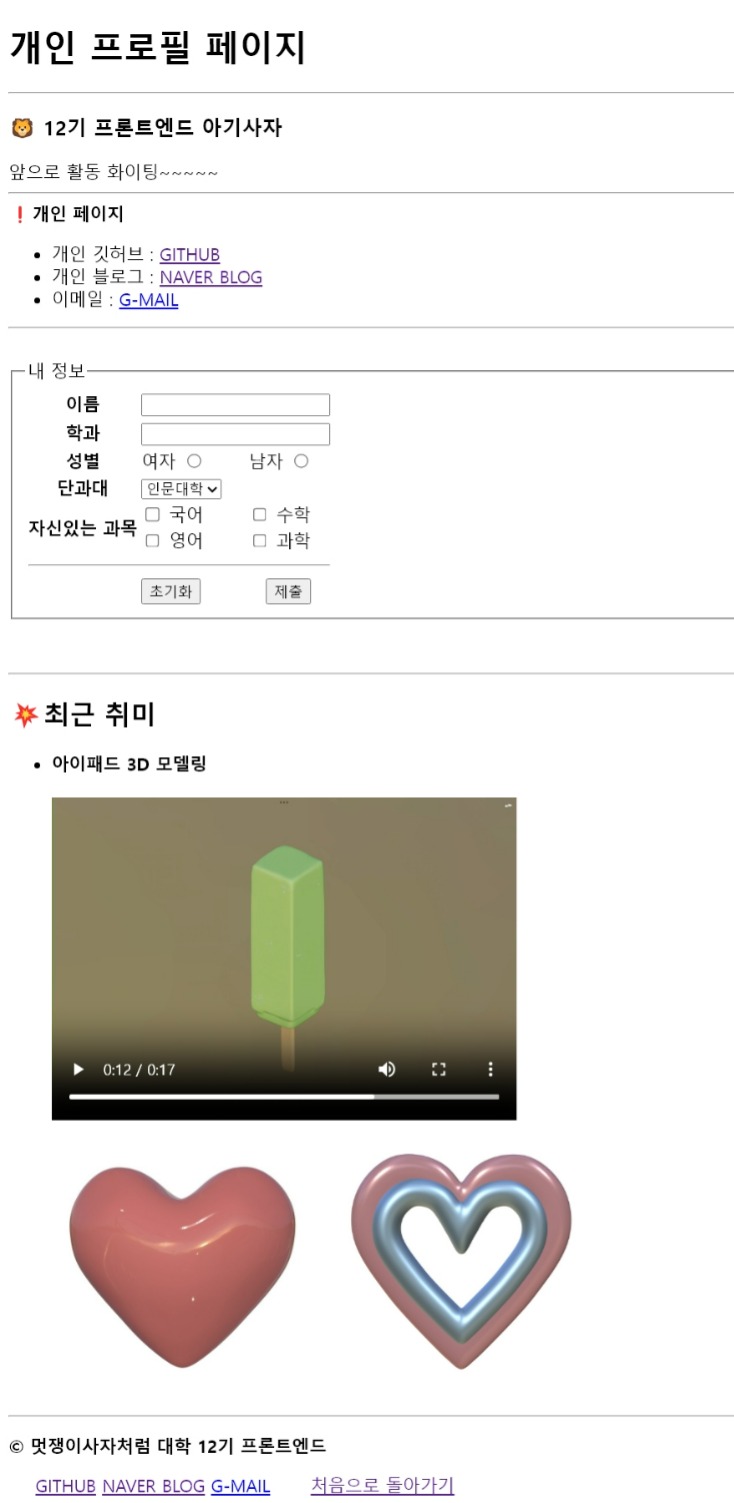 개인 프로필 페이지
🦁 12기 프론트엔드 아기사자
앞으로 활동 화이팅~~~~~
❗개인 페이지
• 개인 깃허브 : GITHUB
• 개인 블로그 : NAVER BLOG
• 이메일 : G-MAIL
내 정보
이름
학과
성별 여자 남자
단과대 인문대학
자신있는 과목
국어 수학
영어 과학
초기화 제출
💥최근 취미
• 아이패드 3D 모델링
0:12 / 0:17
© 멋쟁이사자처럼 대학 12기 프론트엔드
GITHUB NAVER BLOG G-MAIL 처음으로 돌아가기